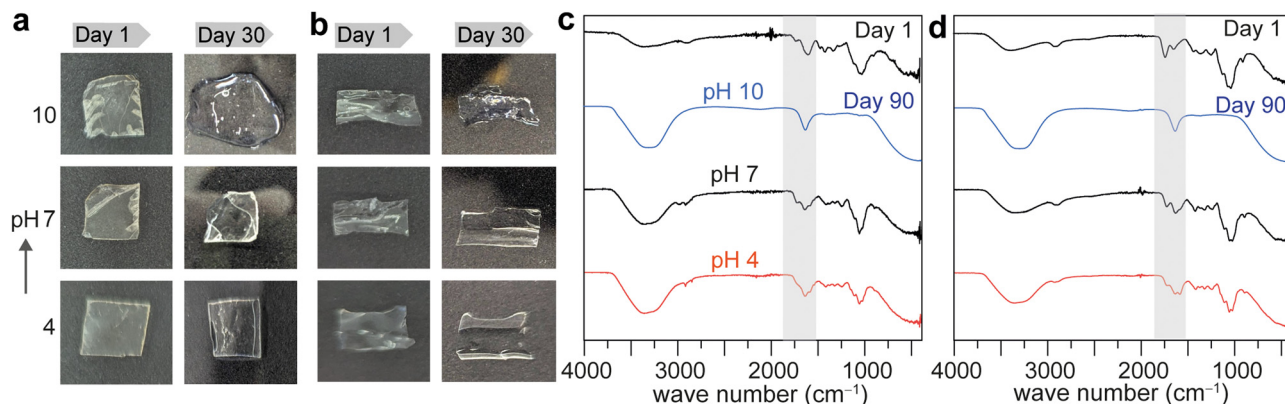 a
Day 1
Day 30
b
Day 1
Day 30
10
pH 7
4
c
Day 1
pH 10
Day 90
pH 7
pH 4
4000 3000 2000 1000
wave number (cm⁻¹)
d
Day 1
Day 90
4000 3000 2000 1000
wave number (cm⁻¹)